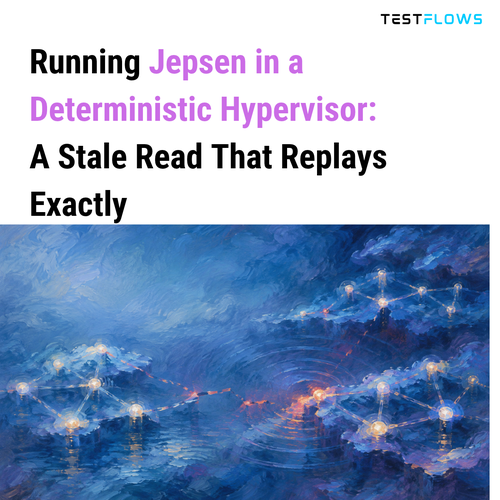 TESTFLOWS
Running Jepsen in a
Deterministic Hypervisor:
A Stale Read That Replays
Exactly